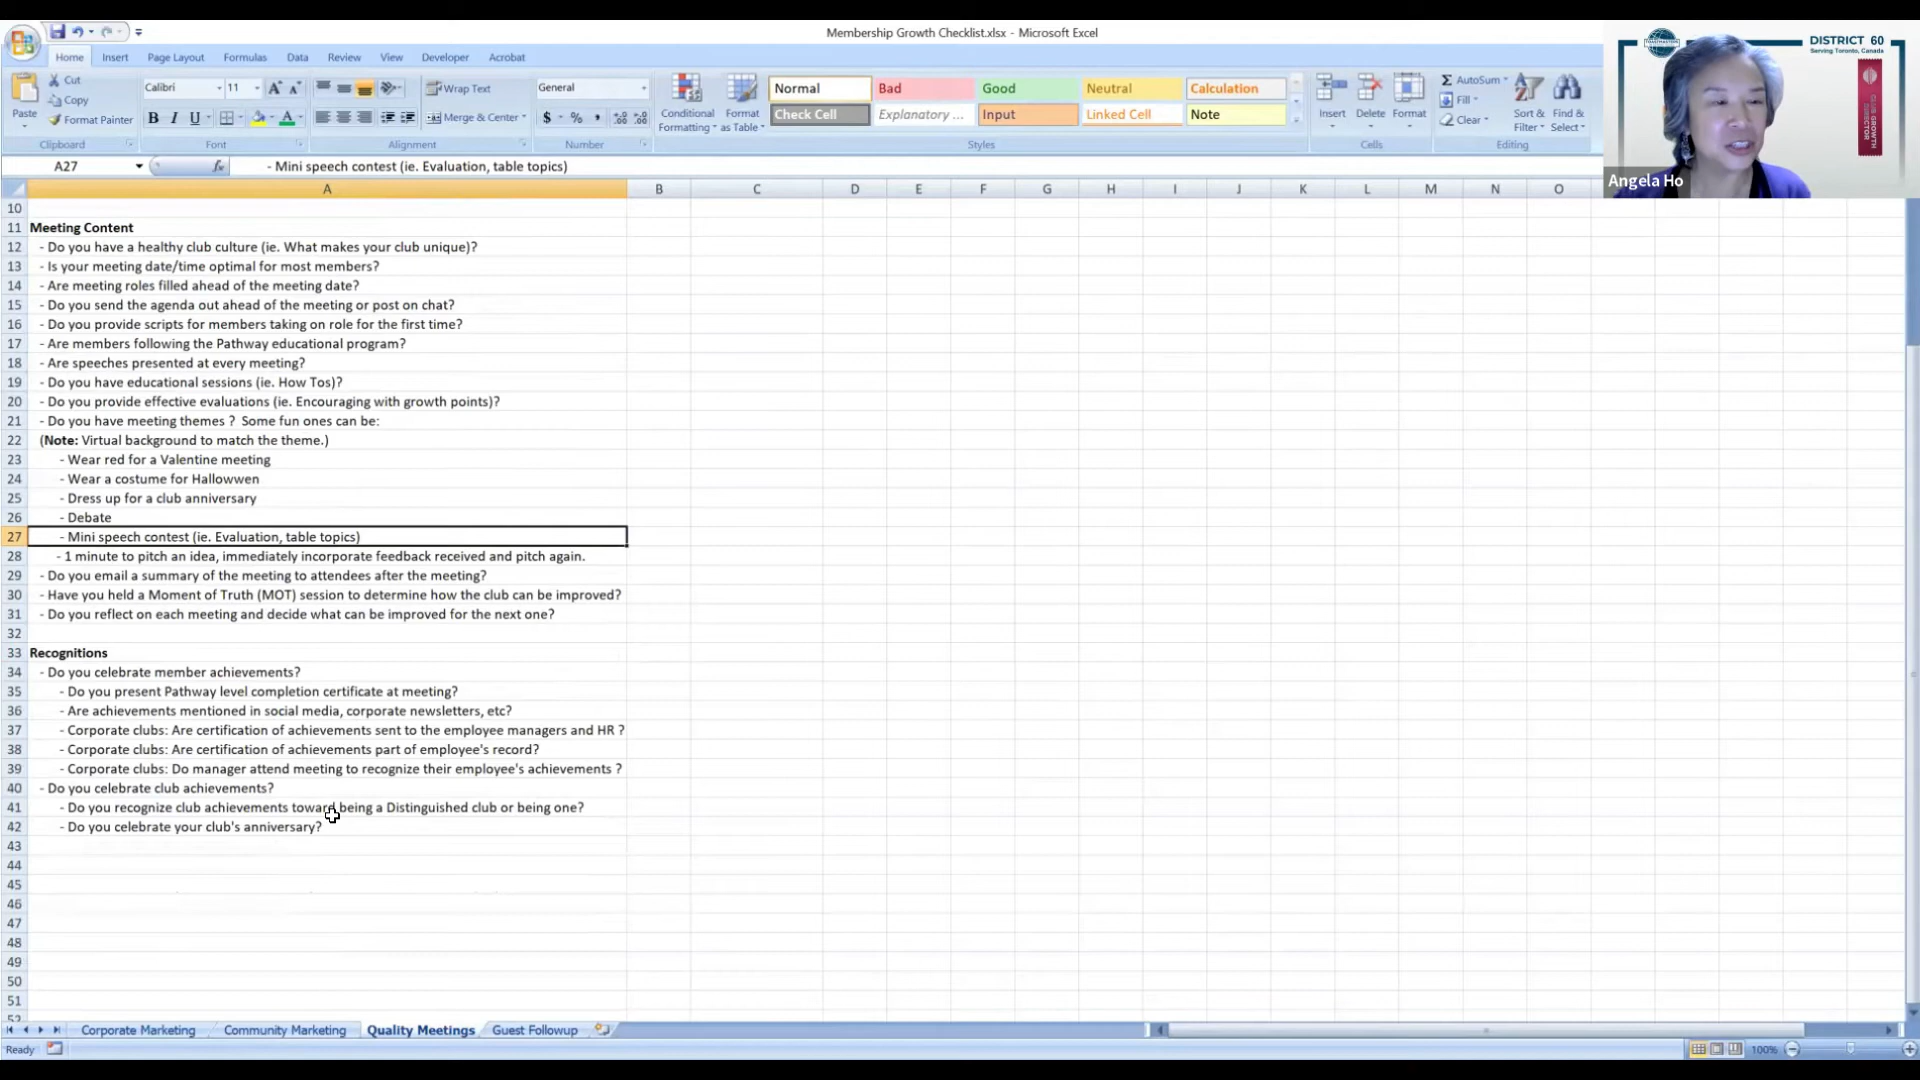 Membership Growth Checklist.xlsx - Microsoft Excel
Home Insert Page Layout Formulas Data Review View Developer Acrobat
Paste
Cut
Copy
Format Painter
Clipboard
Calibri 11
B I U
Font
Wrap Text
Merge & Center
Alignment
General
$ % ,
Number
Conditional Formatting
Format as Table
Normal Bad Good Neutral Calculation
Check Cell Explanatory ... Input Linked Cell Note
Styles
Insert Delete Format
Cells
AutoSum
Fill
Clear
Sort & Filter
Find & Select
Editing
DISTRICT 60
Serving Toronto, Canada
CLUB GROWTH DIRECTOR
Angela Ho
A27 fx - Mini speech contest (ie. Evaluation, table topics)
A B C D E F G H I J K L M N O
10
11 Meeting Content
12 - Do you have a healthy club culture (ie. What makes your club unique)?
13 - Is your meeting date/time optimal for most members?
14 - Are meeting roles filled ahead of the meeting date?
15 - Do you send the agenda out ahead of the meeting or post on chat?
16 - Do you provide scripts for members taking on role for the first time?
17 - Are members following the Pathway educational program?
18 - Are speeches presented at every meeting?
19 - Do you have educational sessions (ie. How Tos)?
20 - Do you provide effective evaluations (ie. Encouraging with growth points)?
21 - Do you have meeting themes ? Some fun ones can be:
22 (Note: Virtual background to match the theme.)
23 - Wear red for a Valentine meeting
24 - Wear a costume for Hallowwen
25 - Dress up for a club anniversary
26 - Debate
27 - Mini speech contest (ie. Evaluation, table topics)
28 - 1 minute to pitch an idea, immediately incorporate feedback received and pitch again.
29 - Do you email a summary of the meeting to attendees after the meeting?
30 - Have you held a Moment of Truth (MOT) session to determine how the club can be improved?
31 - Do you reflect on each meeting and decide what can be improved for the next one?
32
33 Recognitions
34 - Do you celebrate member achievements?
35 - Do you present Pathway level completion certificate at meeting?
36 - Are achievements mentioned in social media, corporate newsletters, etc?
37 - Corporate clubs: Are certification of achievements sent to the employee managers and HR ?
38 - Corporate clubs: Are certification of achievements part of employee's record?
39 - Corporate clubs: Do manager attend meeting to recognize their employee's achievements ?
40 - Do you celebrate club achievements?
41 - Do you recognize club achievements toward being a Distinguished club or being one?
42 - Do you celebrate your club's anniversary?
43
44
45
46
47
48
49
50
51
52
Corporate Marketing Community Marketing Quality Meetings Guest Followup
Ready 100%